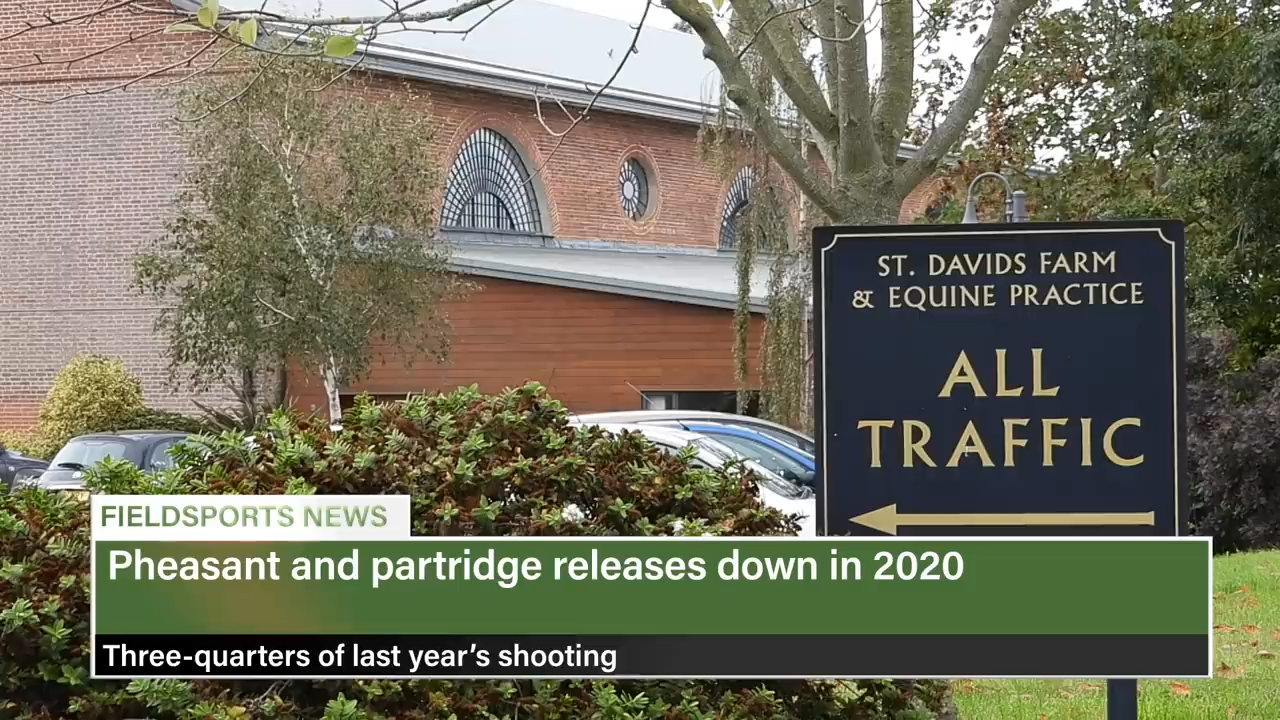 ST. DAVIDS FARM
& EQUINE PRACTICE
ALL
TRAFFIC
FIELDSPORTS NEWS
Pheasant and partridge releases down in 2020
Three-quarters of last year's shooting